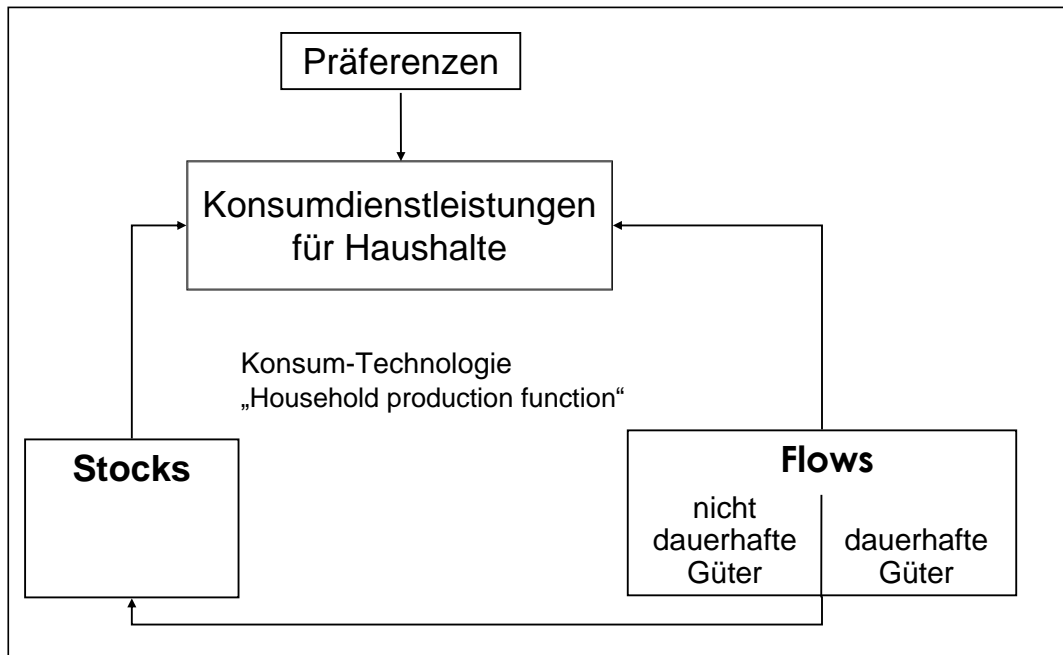 Präferenzen
Konsumdienstleistungen
für Haushalte
Konsum-Technologie
„Household production function“
Stocks
Flows
nicht
dauerhafte
Güter
dauerhafte
Güter